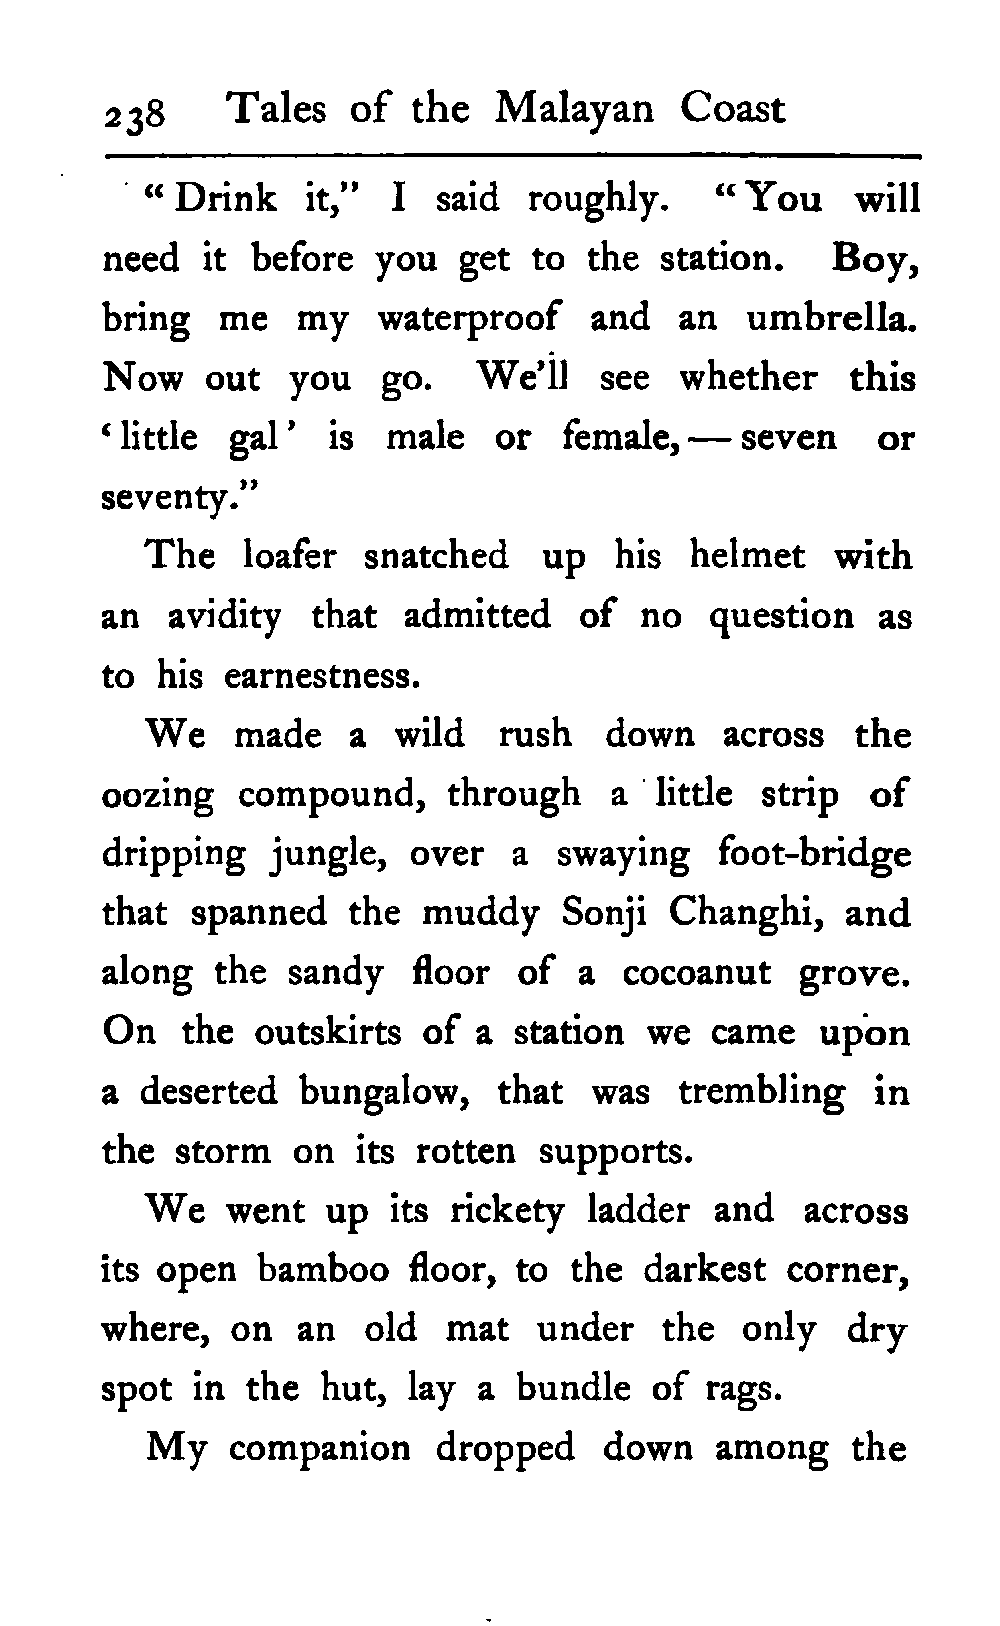 238 Tales of the Malayan Coast
“Drink it,” I said roughly. “You will
need it before you get to the station. Boy,
bring me my waterproof and an umbrella.
Now out you go. We’ll see whether this
‘little gal’ is male or female,—seven or
seventy.”
The loafer snatched up his helmet with
an avidity that admitted of no question as
to his earnestness.
We made a wild rush down across the
oozing compound, through a little strip of
dripping jungle, over a swaying foot-bridge
that spanned the muddy Sonji Changhi, and
along the sandy floor of a cocoanut grove.
On the outskirts of a station we came upon
a deserted bungalow, that was trembling in
the storm on its rotten supports.
We went up its rickety ladder and across
its open bamboo floor, to the darkest corner,
where, on an old mat under the only dry
spot in the hut, lay a bundle of rags.
My companion dropped down among the